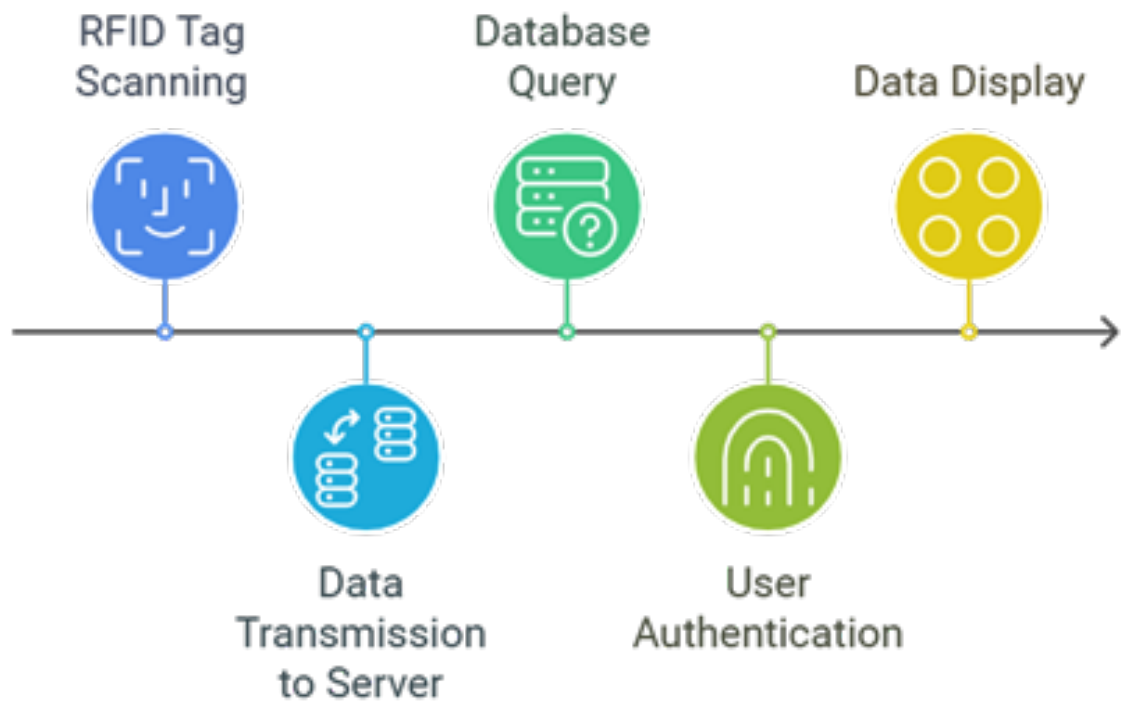 RFID Tag
Scanning
Data
Transmission
to Server
Database
Query
User
Authentication
Data Display